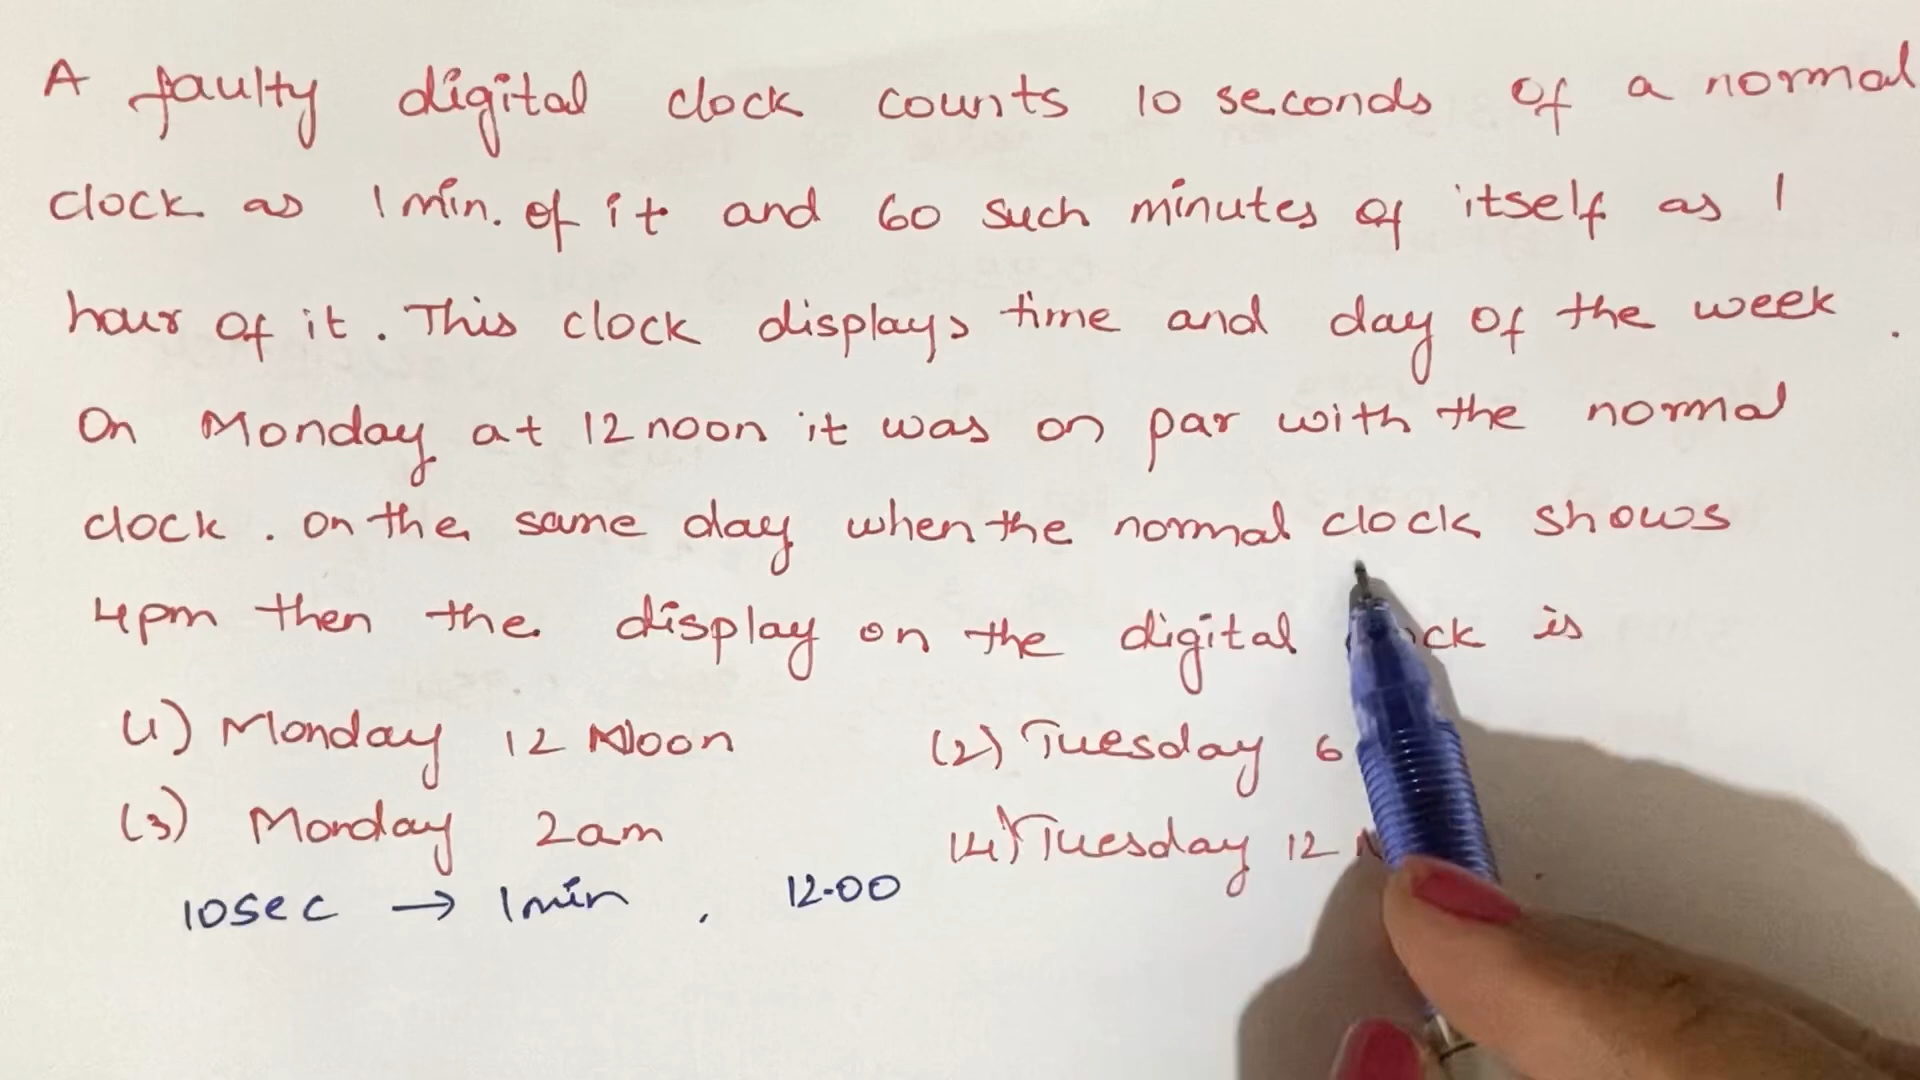 A faulty digital clock counts 10 seconds of a normal
clock as 1 min. of it and 60 such minutes of itself as 1
hour of it. This clock displays time and day of the week.
On Monday at 12 noon it was on par with the normal
clock. On the same day when the normal clock shows
4pm then the display on the digital is
(1) Monday 12 Noon (2) Tuesday 6
(3) Monday 2am (4) Tuesday 12
10sec → 1min, 12.00